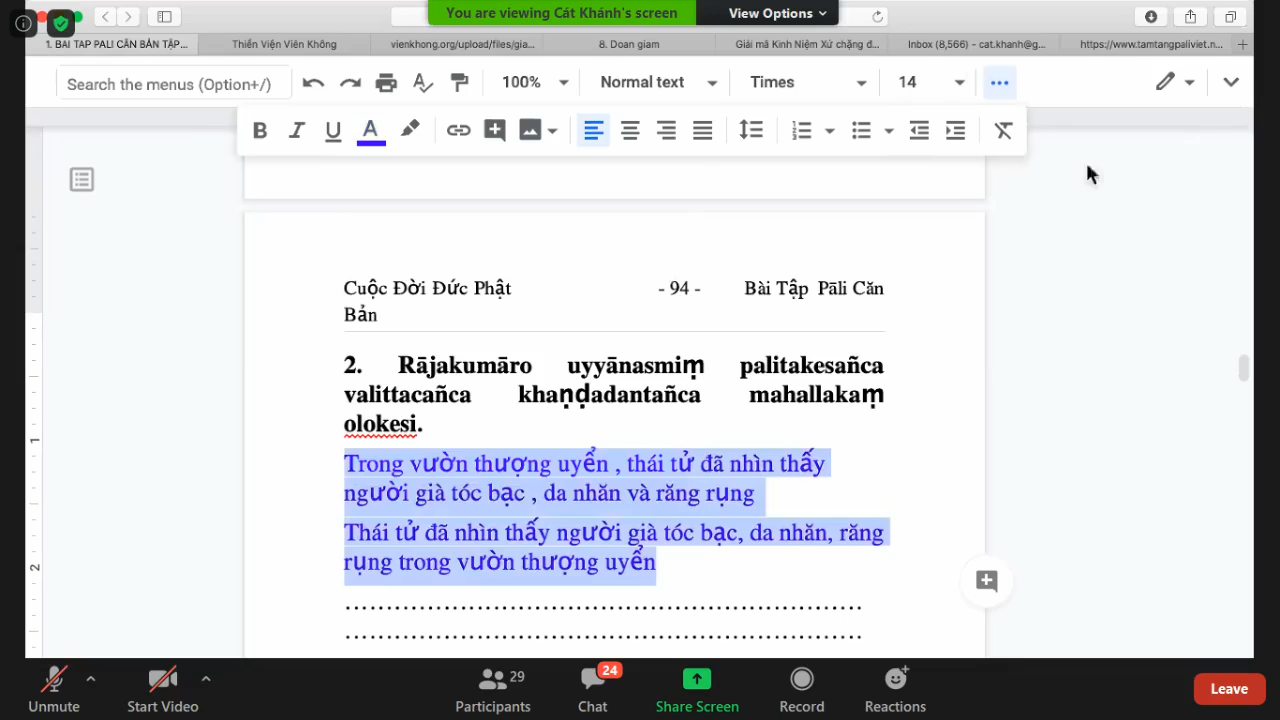 You are viewing Cát Khánh's screen
View Options
1. BAI TAP PALI CĂN BẢN TẬP...
Thiền Viện Viên Không
vienkhong.org/upload/files/gia...
8. Doan giam
Giải mã Kinh Niệm Xứ chặng đ...
Inbox (8,566) - cat.khanh@g...
https://www.tamtangpaliviet.n...
Search the menus (Option+/)
100%
Normal text
Times
14
Cuộc Đời Đức Phật - 94 - Bài Tập Pāli Căn
Bản
2. Rājakumāro uyyānasmiṃ palitakesañca
valittacañca khaṇḍadantañca mahallakaṃ
olokesi.
Trong vườn thượng uyển , thái tử đã nhìn thấy
người già tóc bạc , da nhăn và răng rụng
Thái tử đã nhìn thấy người già tóc bạc, da nhăn, răng
rụng trong vườn thượng uyển
..............................................................
..............................................................
1
2
29
24
Unmute
Start Video
Participants
Chat
Share Screen
Record
Reactions
Leave